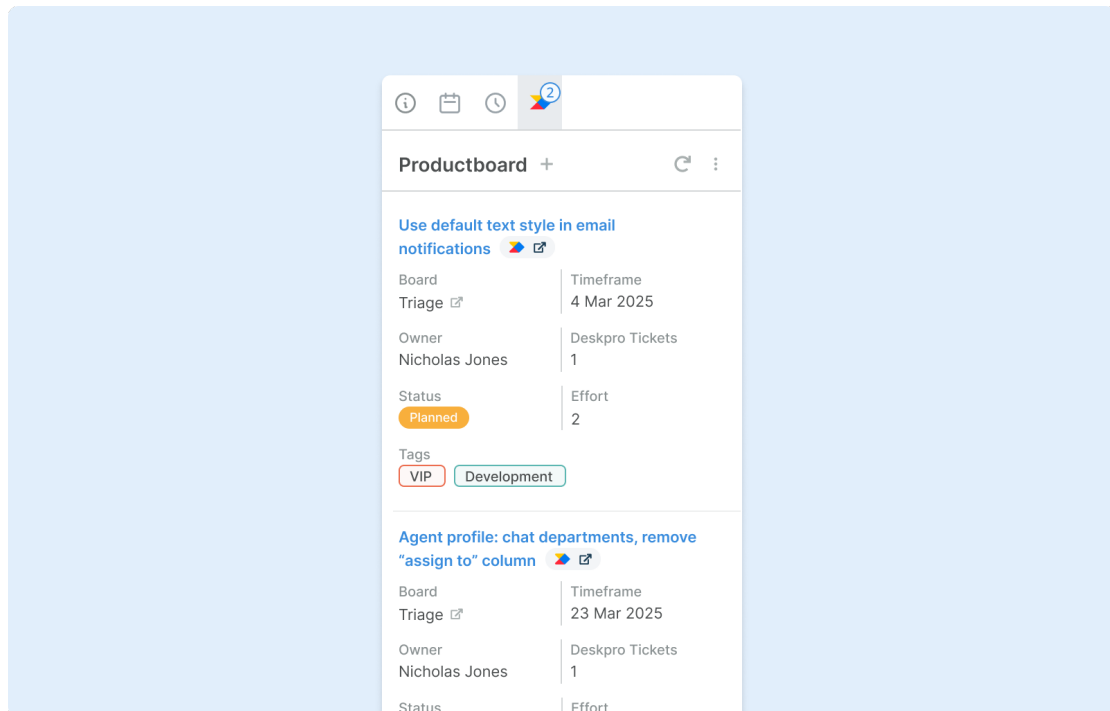 2
Productboard
Use default text style in email
notifications
Board
Timeframe
Triage
4 Mar 2025
Owner
Deskpro Tickets
Nicholas Jones
1
Status
Effort
Planned
2
Tags
VIP Development
Agent profile: chat departments, remove
“assign to” column
Board
Timeframe
Triage
23 Mar 2025
Owner
Deskpro Tickets
Nicholas Jones
1
Status
Effort